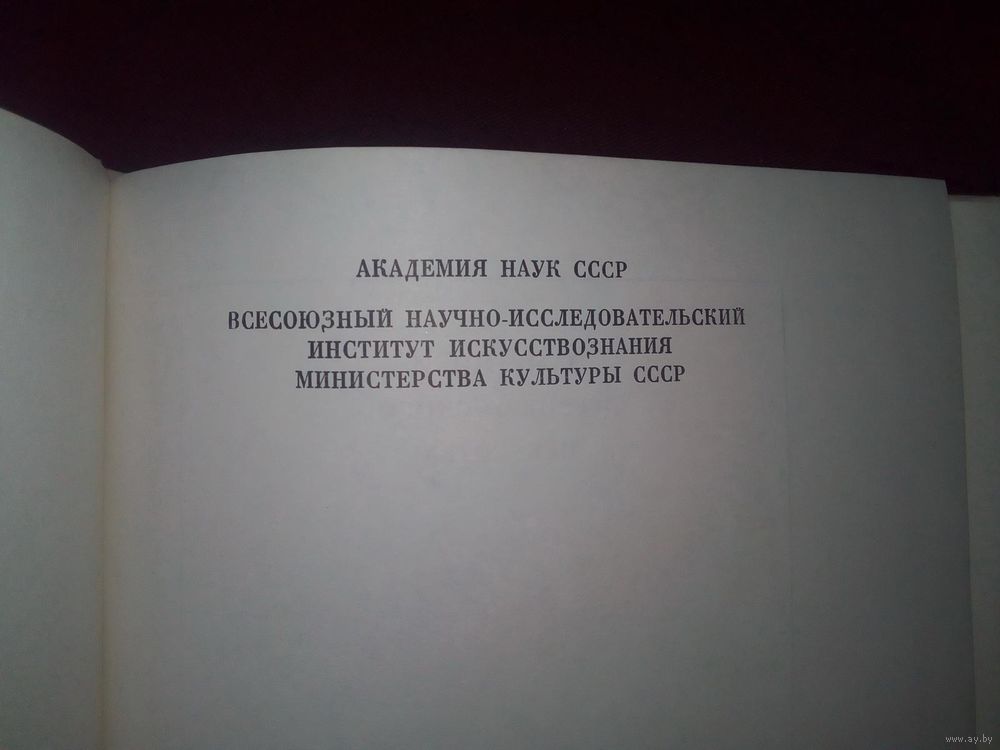 АКАДЕМИЯ НАУК СССР
ВСЕСОЮЗНЫЙ НАУЧНО-ИССЛЕДОВАТЕЛЬСКИЙ
ИНСТИТУТ ИСКУССТВОЗНАНИЯ
МИНИСТЕРСТВА КУЛЬТУРЫ СССР
www.ay.by